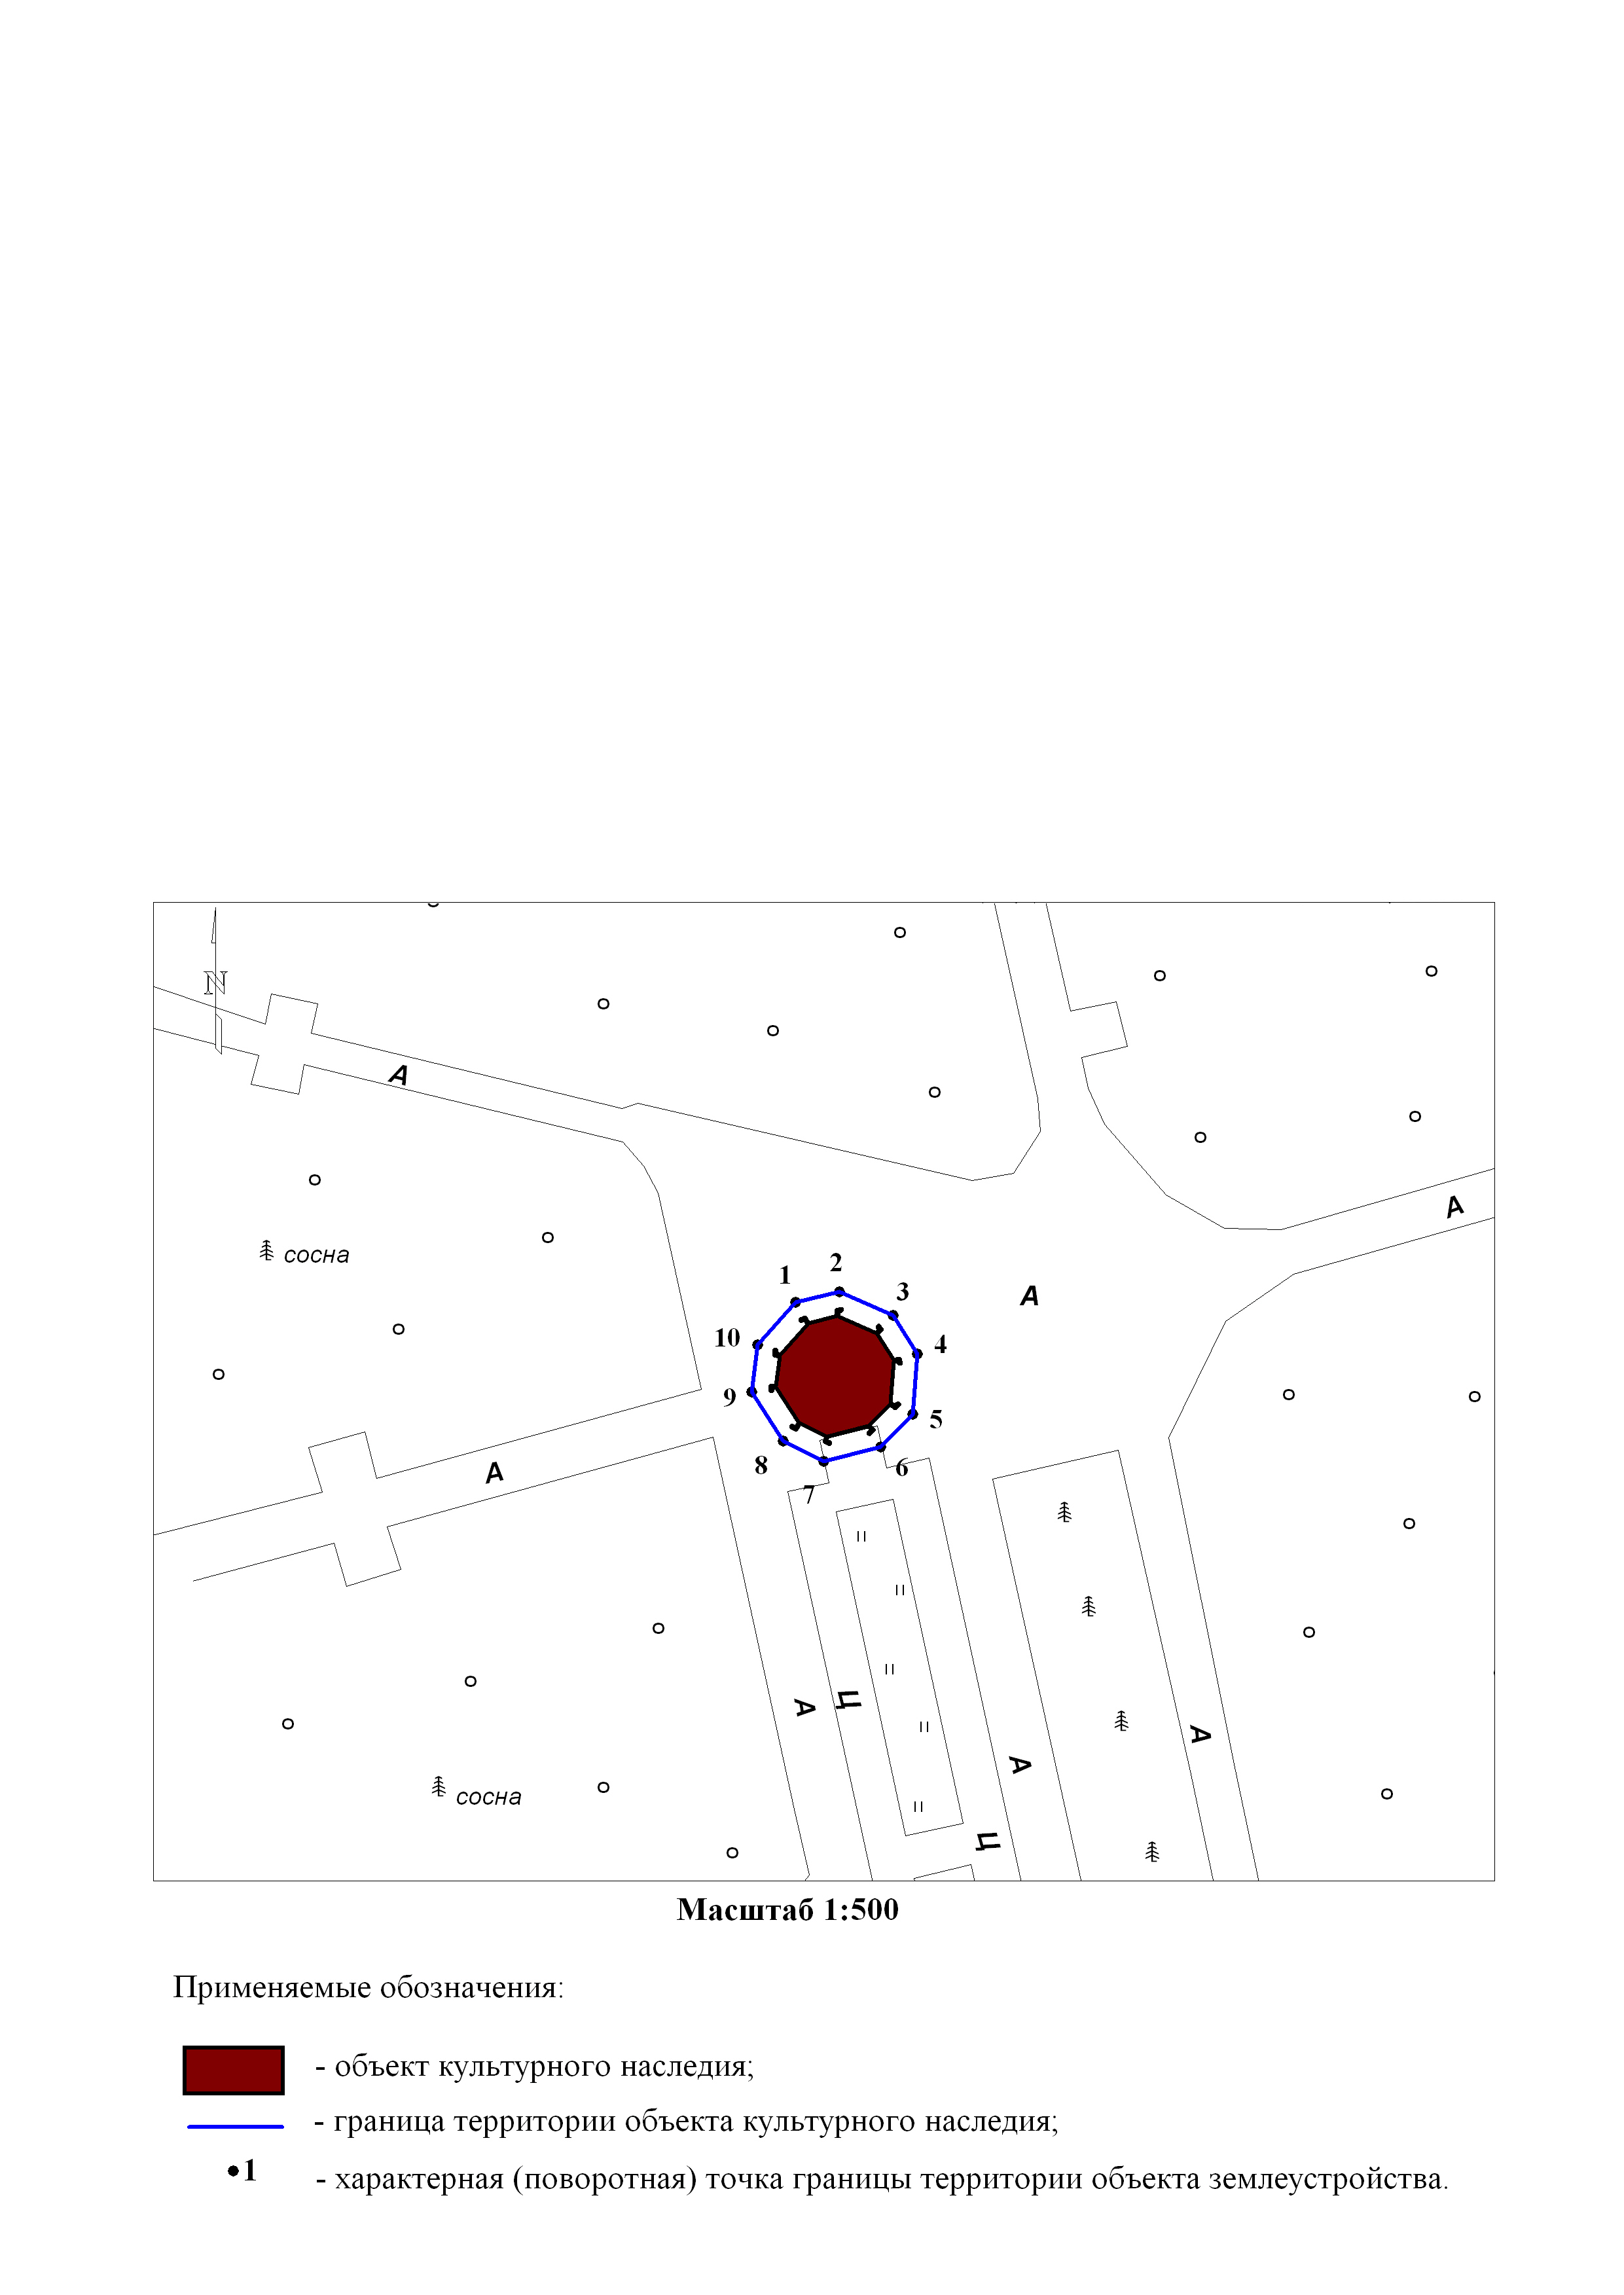 N
А
А
сосна
А
2
1
3
10
4
9
5
8
6
7
А
А
Ц
А
А
сосна
Ц
Масштаб 1:500
Применяемые обозначения:
- объект культурного наследия;
- граница территории объекта культурного наследия;
1 - характерная (поворотная) точка границы территории объекта землеустройства.